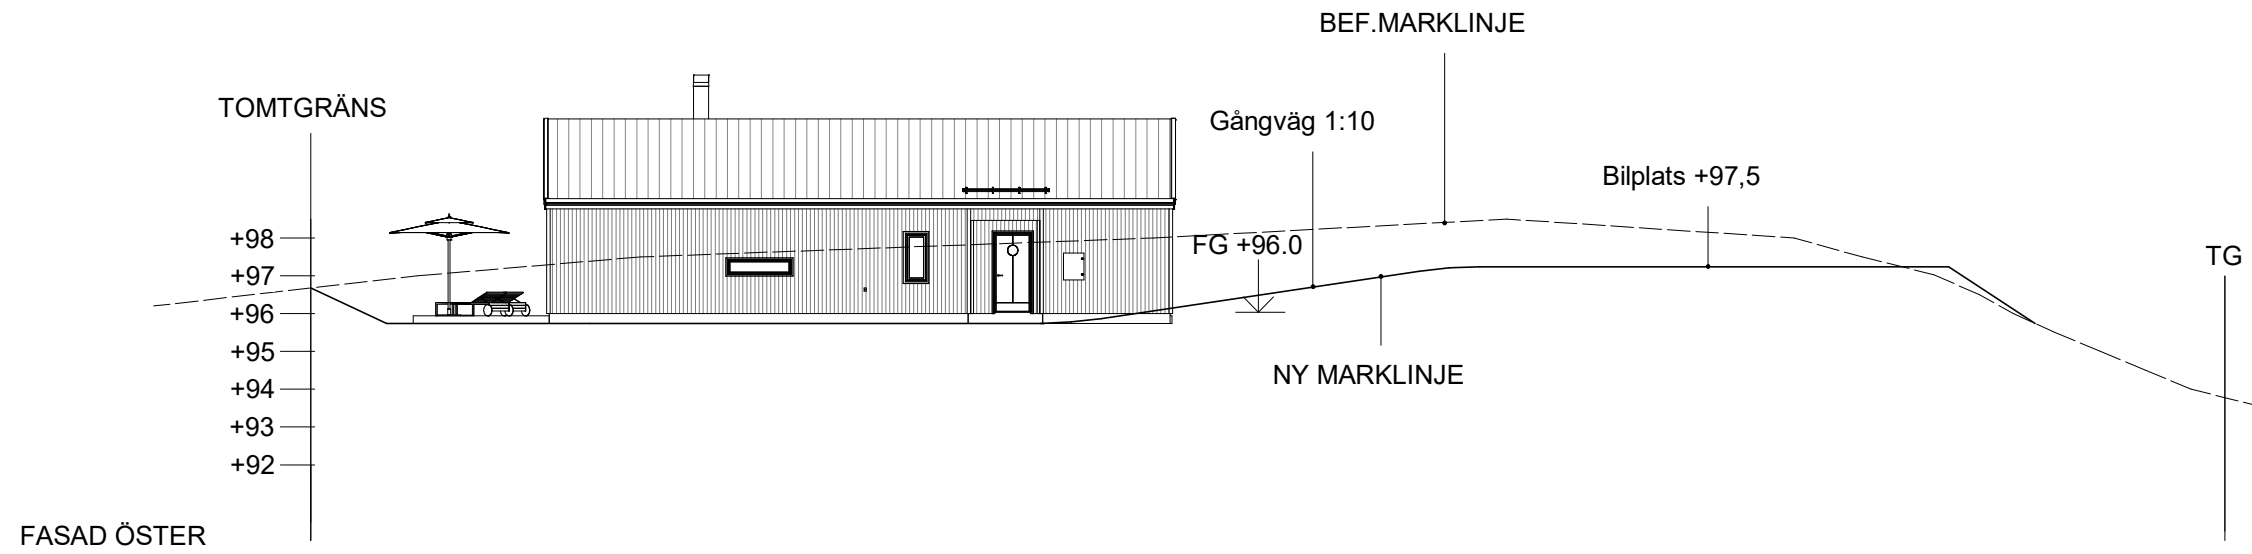 BEF.MARKLINJE
TOMTGRÄNS
Gångväg 1:10
Bilplats +97,5
FG +96.0
TG
+98
+97
+96
+95
+94
+93
+92
NY MARKLINJE
FASAD ÖSTER